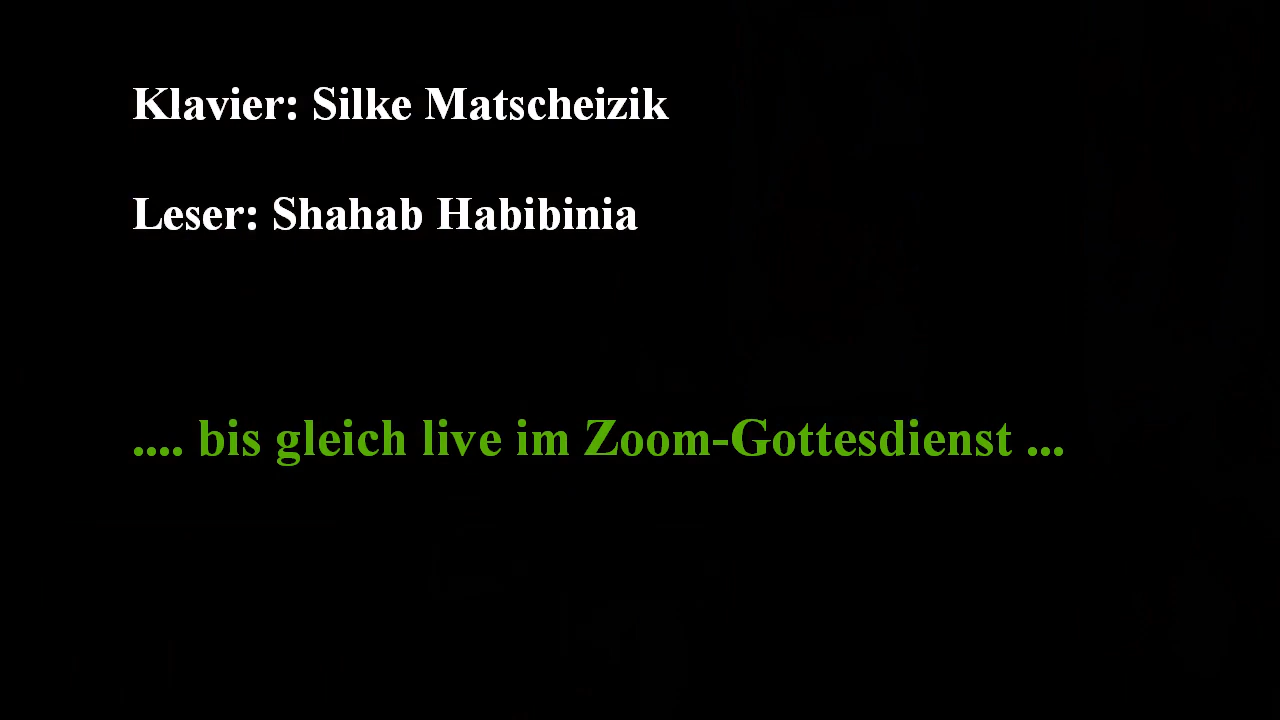 Klavier: Silke Matscheizik
Leser: Shahab Habibinia
.... bis gleich live im Zoom-Gottesdienst ...